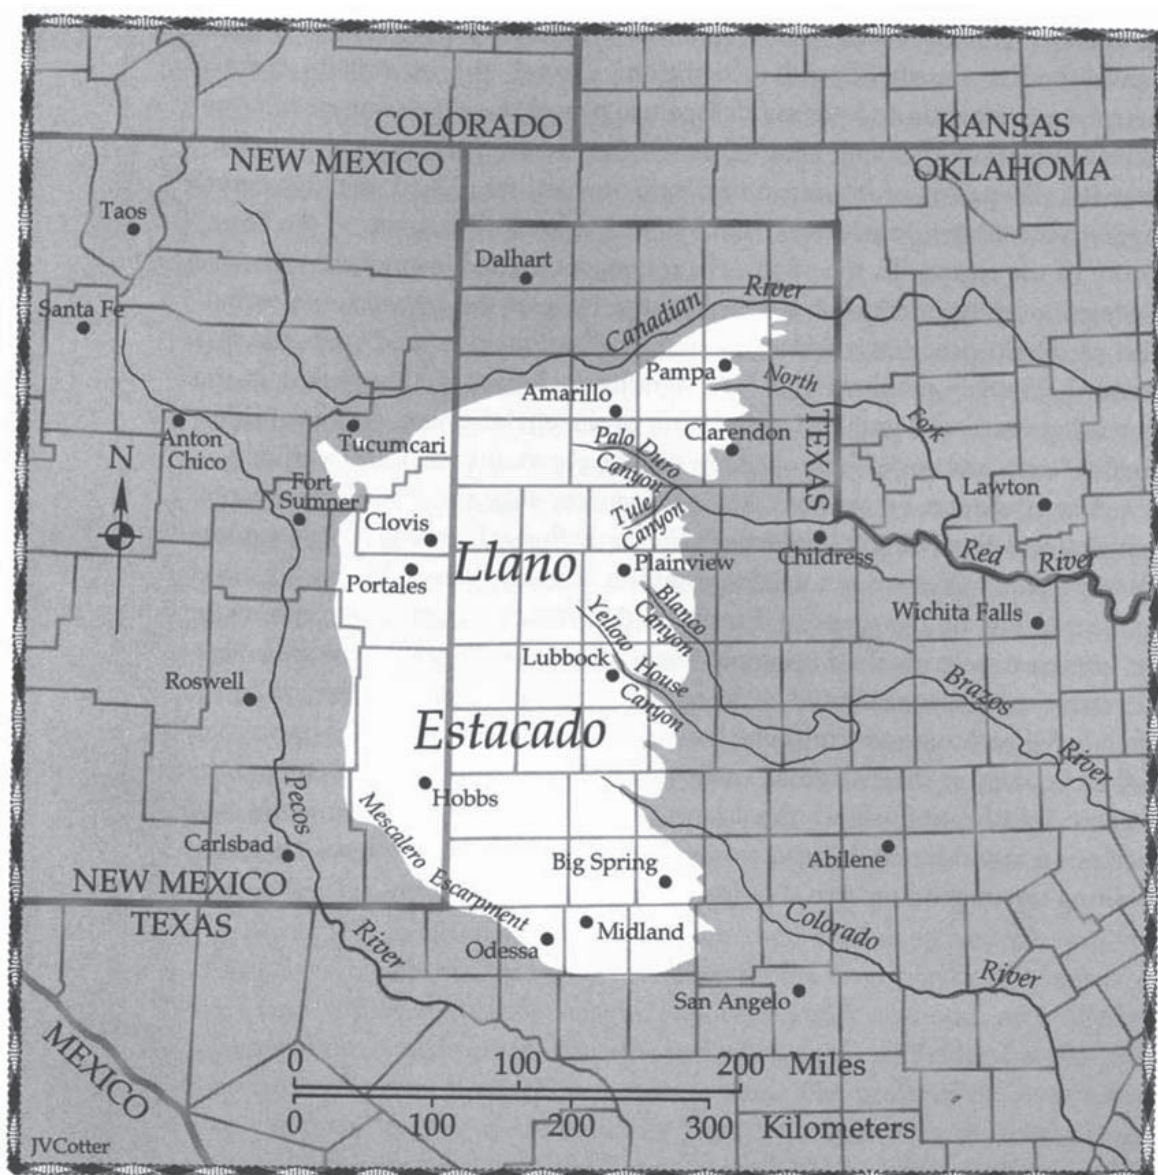 COLORADO
KANSAS
NEW MEXICO
OKLAHOMA
Taos
Dalhart
River
Canadian
Santa Fe
Pampa
North
Fork
Amarillo
TEXAS
Anton
Chico
Tucumcari
Palo Duro
Canyon
Clarendon
N
Fort
Sumner
Clovis
Tule
Canyon
Lawton
Llano
Portales
Plainview
Childress
Red River
Blanco
Canyon
Wichita Falls
Yellow House
Canyon
Lubbock
Roswell
Brazos
River
Estacado
Pecos
Hobbs
Mescalero Escarpment
Carlsbad
Big Spring
Abilene
NEW MEXICO
TEXAS
River
Colorado
River
Odessa
Midland
San Angelo
MEXICO
0 100 200 Miles
0 100 200 300 Kilometers
JVCotter